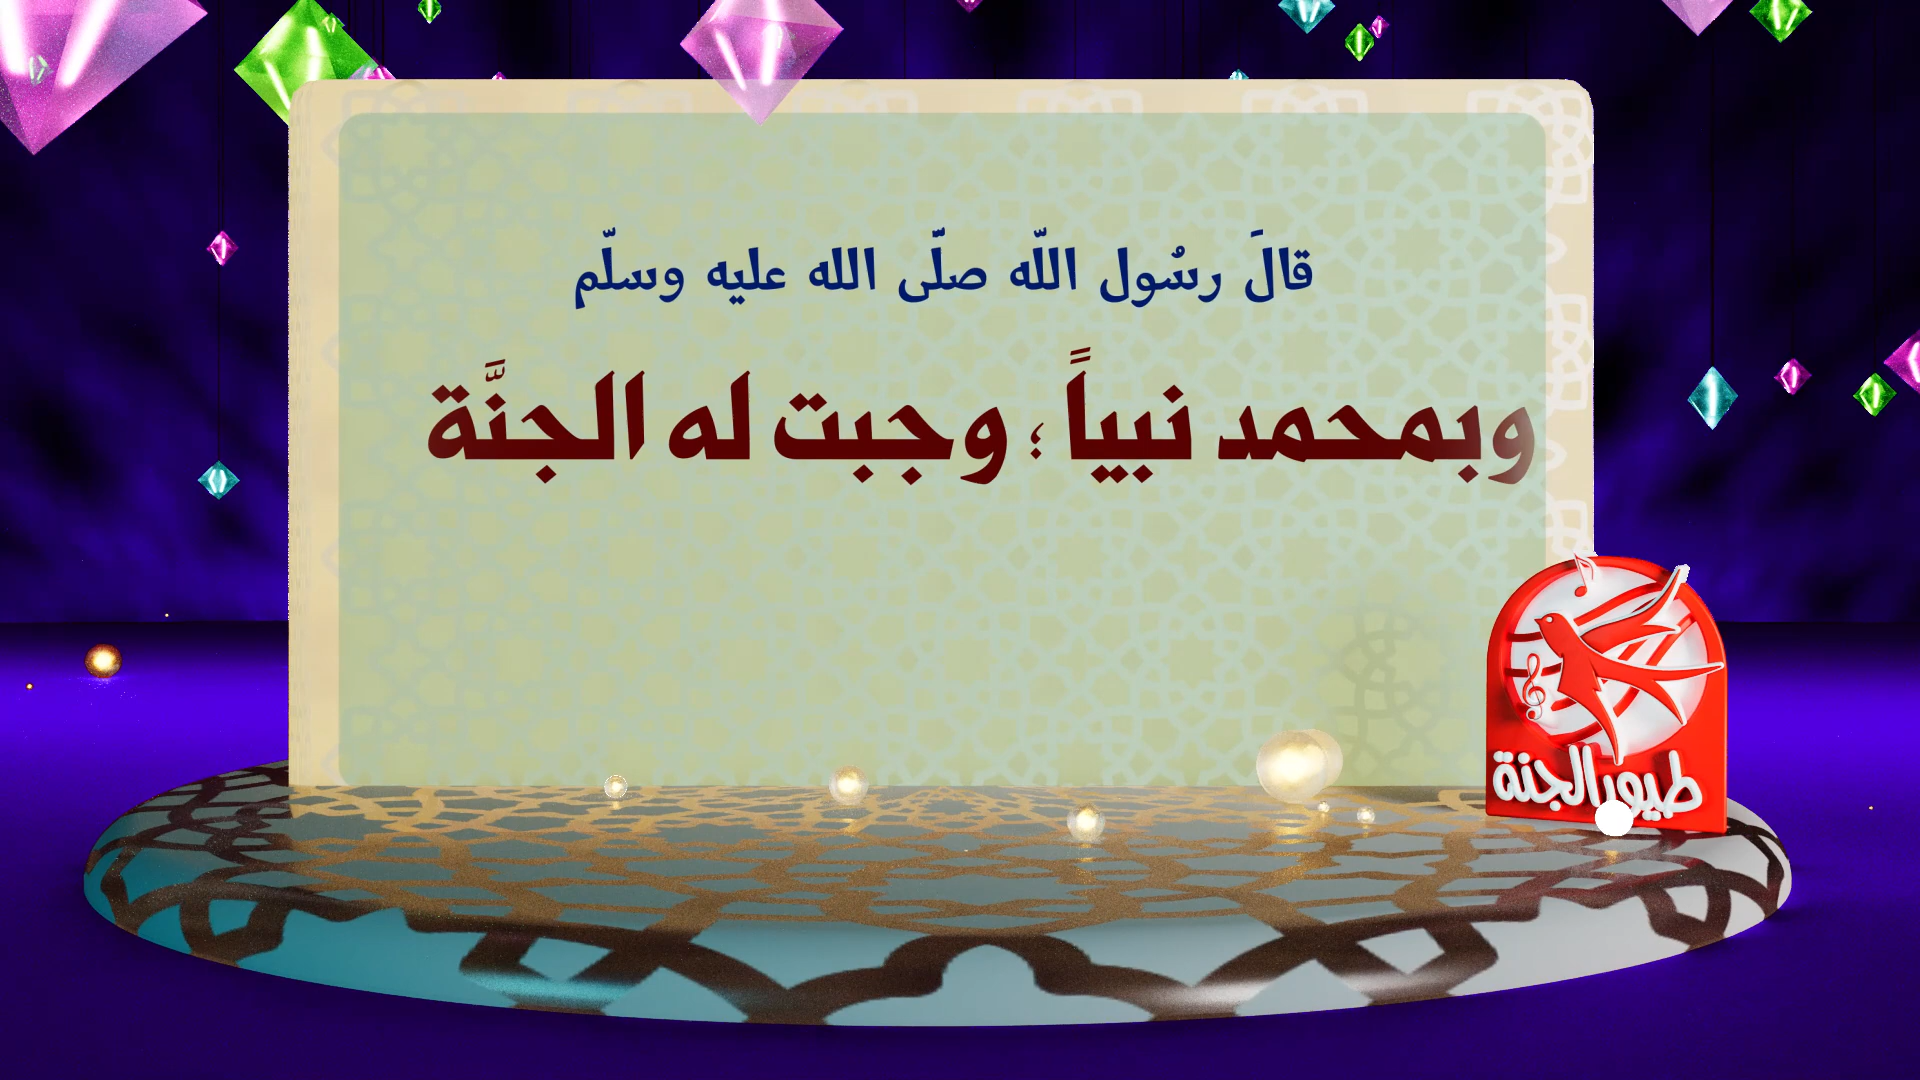 قالَ رسُول اللّه صلّى الله عليه وسلّم
وبمحمد نبياً ؛ وجبت له الجنَّة
طيور الجنة